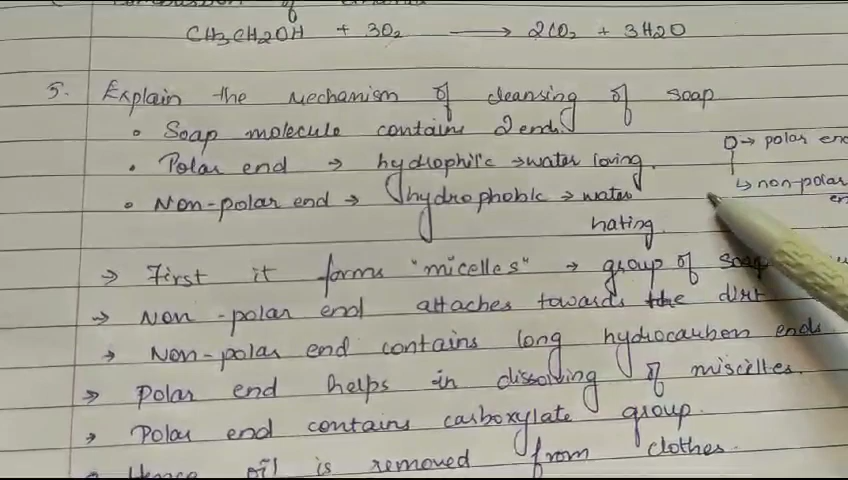 CH3CH2OH + 3O2 → 2CO2 + 3H2O
5. Explain the mechanism of cleansing of soap
• Soap molecule contains 2 ends
• Polar end → hydrophilic → water loving.
→ polar end
• Non-polar end → hydrophobic → water
↳ non-polar
hating.
→ First it forms "micelles" → group of soap
→ Non-polar end attaches towards the dirt
→ Non-polar end contains long hydrocarbon ends
→ Polar end helps in dissolving of miscelles.
→ Polar end contains carboxylate group.
• Hence oil is removed from clothes.